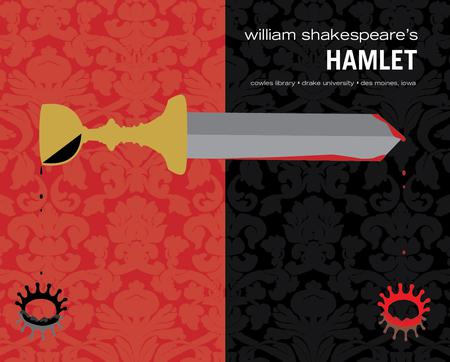 william shakespeare's
HAMLET
cowles library • drake university • des moines, iowa